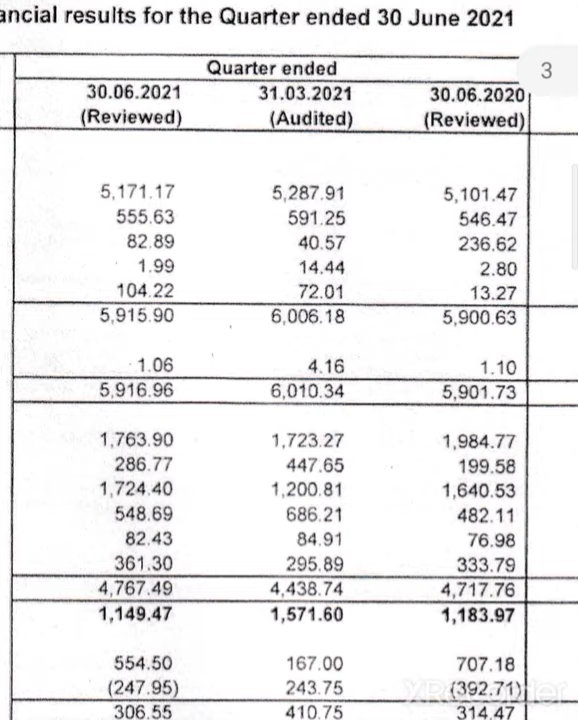 ancial results for the Quarter ended 30 June 2021
3
Quarter ended
30.06.2021 31.03.2021 30.06.2020
(Reviewed) (Audited) (Reviewed)
5,171.17 5,287.91 5,101.47
555.63 591.25 546.47
82.89 40.57 236.62
1.99 14.44 2.80
104.22 72.01 13.27
5,915.90 6,006.18 5,900.63
1.06 4.16 1.10
5,916.96 6,010.34 5,901.73
1,763.90 1,723.27 1,984.77
286.77 447.65 199.58
1,724.40 1,200.81 1,640.53
548.69 686.21 482.11
82.43 84.91 76.98
361.30 295.89 333.79
4,767.49 4,438.74 4,717.76
1,149.47 1,571.60 1,183.97
554.50 167.00 707.18
(247.95) 243.75 (392.71)
XRecorder
306.55 410.75 314.47